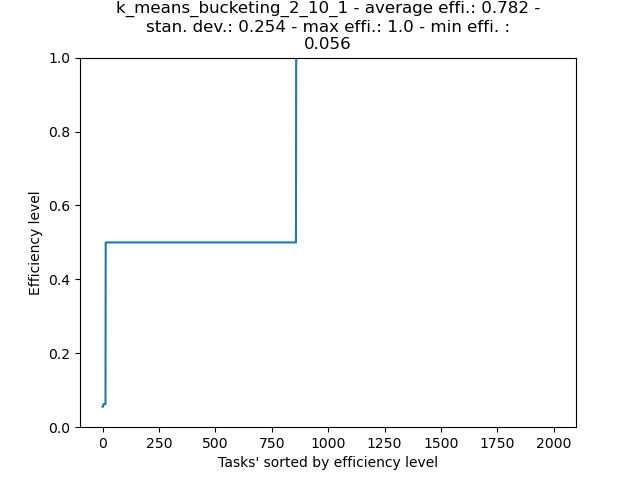 k_means_bucketing_2_10_1 - average effi.: 0.782 -
stan. dev.: 0.254 - max effi.: 1.0 - min effi. :
0.056
1.0
0.8
0.6
0.4
0.2
0.0
Efficiency level
0 250 500 750 1000 1250 1500 1750 2000
Tasks' sorted by efficiency level